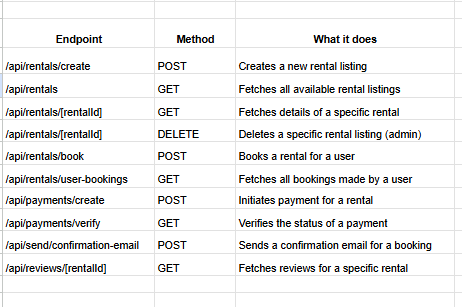 Endpoint Method What it does
/api/rentals/create POST Creates a new rental listing
/api/rentals GET Fetches all available rental listings
/api/rentals/[rentalId] GET Fetches details of a specific rental
/api/rentals/[rentalId] DELETE Deletes a specific rental listing (admin)
/api/rentals/book POST Books a rental for a user
/api/rentals/user-bookings GET Fetches all bookings made by a user
/api/payments/create POST Initiates payment for a rental
/api/payments/verify GET Verifies the status of a payment
/api/send/confirmation-email POST Sends a confirmation email for a booking
/api/reviews/[rentalId] GET Fetches reviews for a specific rental